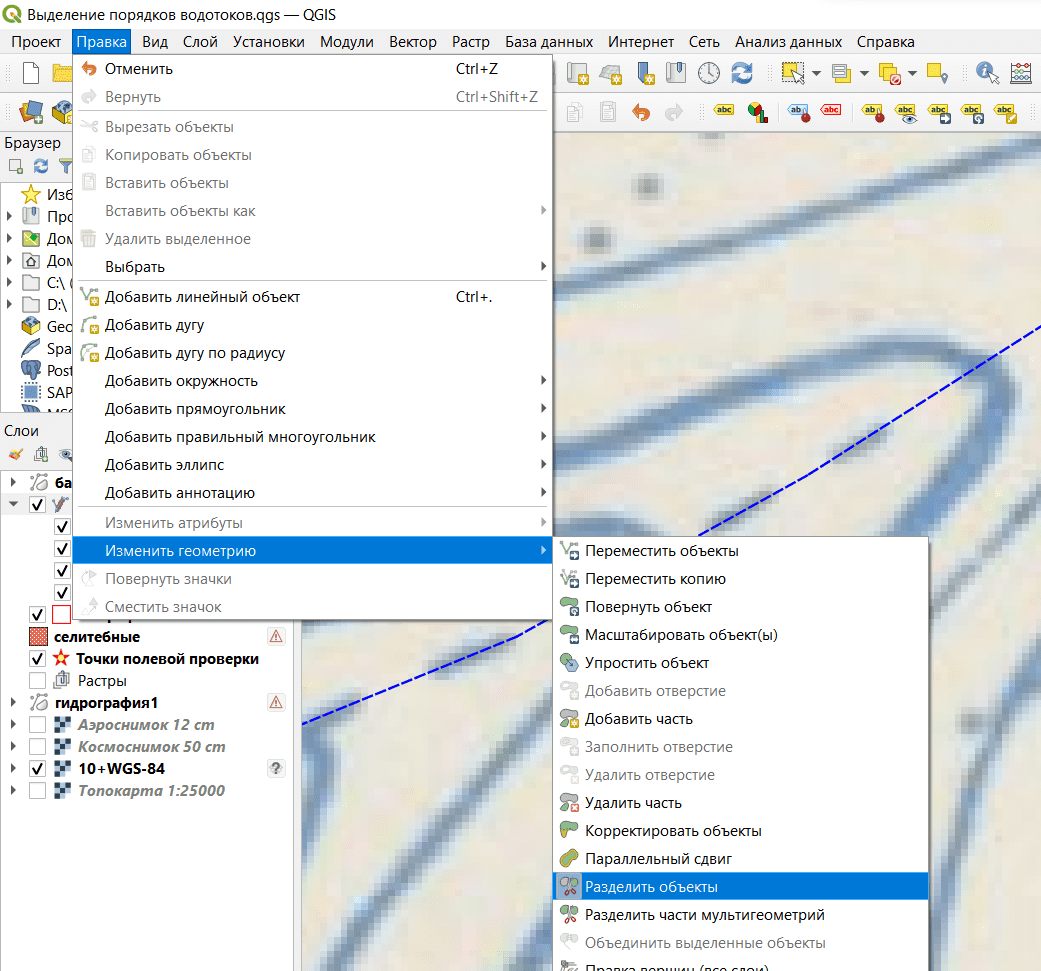 Выделение порядков водотоков.qgs — QGIS
Проект Правка Вид Слой Установки Модули Вектор Растр База данных Интернет Сеть Анализ данных Справка
Отменить Ctrl+Z
Вернуть Ctrl+Shift+Z
Вырезать объекты
Копировать объекты
Вставить объекты
Вставить объекты как
Удалить выделенное
Выбрать
Добавить линейный объект Ctrl+.
Добавить дугу
Добавить дугу по радиусу
Добавить окружность
Добавить прямоугольник
Добавить правильный многоугольник
Добавить эллипс
Добавить аннотацию
Изменить атрибуты
Изменить геометрию
Повернуть значки
Сместить значок
abc ab abc ab abc abc abc abc
Браузер
Изб
Про
Дом
Дом
C:\ (
D:\
Geo
Spa
Post
SAP
Слои
ба
селитебные
Точки полевой проверки
Растры
гидрография1
Аэроснимок 12 cm
Космоснимок 50 cm
10+WGS-84 ?
Топокарта 1:25000
Переместить объекты
Переместить копию
Повернуть объект
Масштабировать объект(ы)
Упростить объект
Добавить отверстие
Добавить часть
Заполнить отверстие
Удалить отверстие
Удалить часть
Корректировать объекты
Параллельный сдвиг
Разделить объекты
Разделить части мультигеометрий
Объединить выделенные объекты
Правка вершин (все слои)